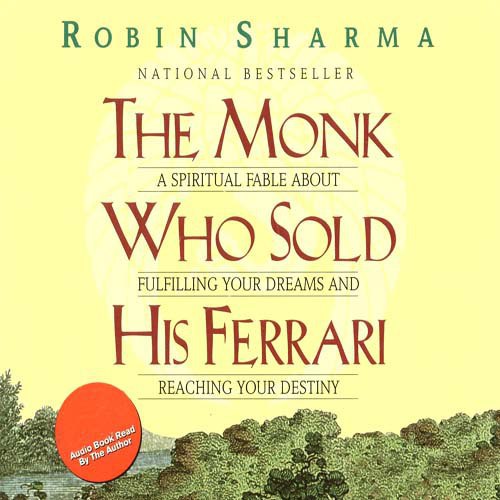 ROBIN SHARMA
NATIONAL BESTSELLER
THE MONK
A SPIRITUAL FABLE ABOUT
WHO SOLD
FULFILLING YOUR DREAMS AND
HIS FERRARI
REACHING YOUR DESTINY
Audio Book Read
By The Author